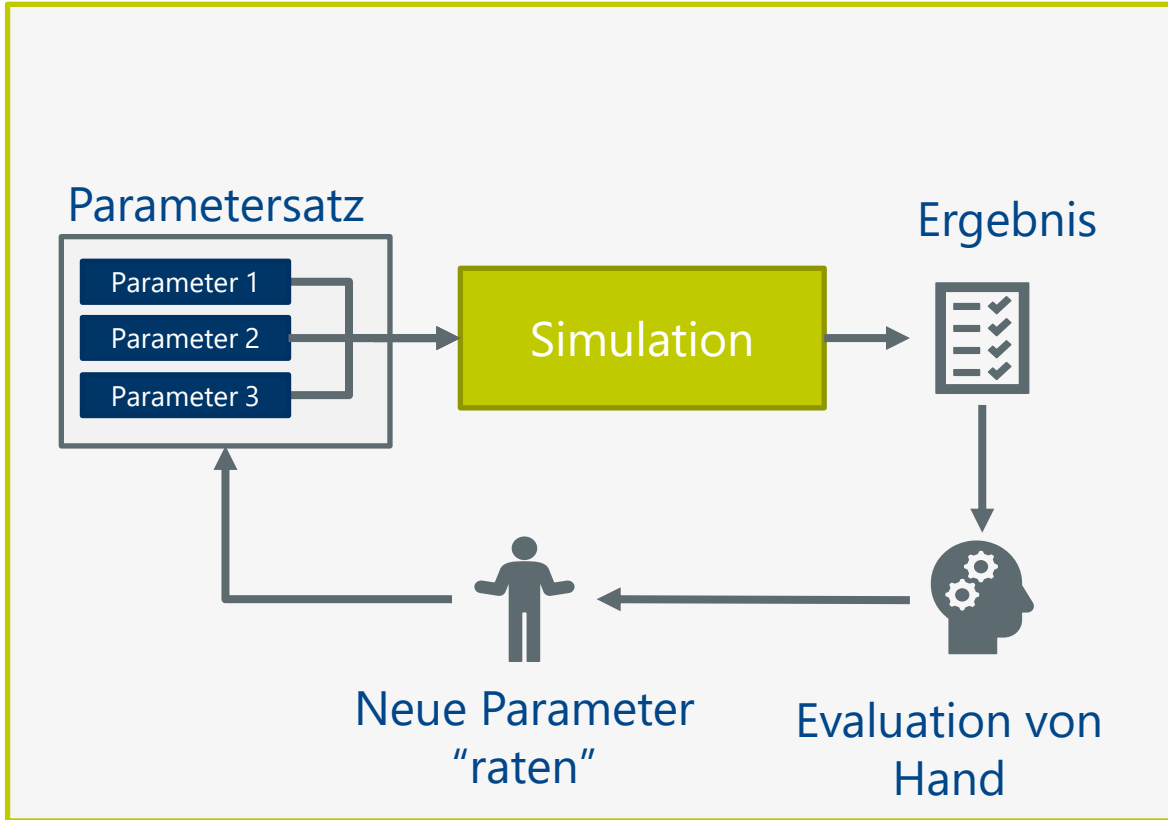 Parametersatz
Parameter 1
Parameter 2
Parameter 3
Simulation
Ergebnis
Evaluation von
Hand
Neue Parameter
“raten”